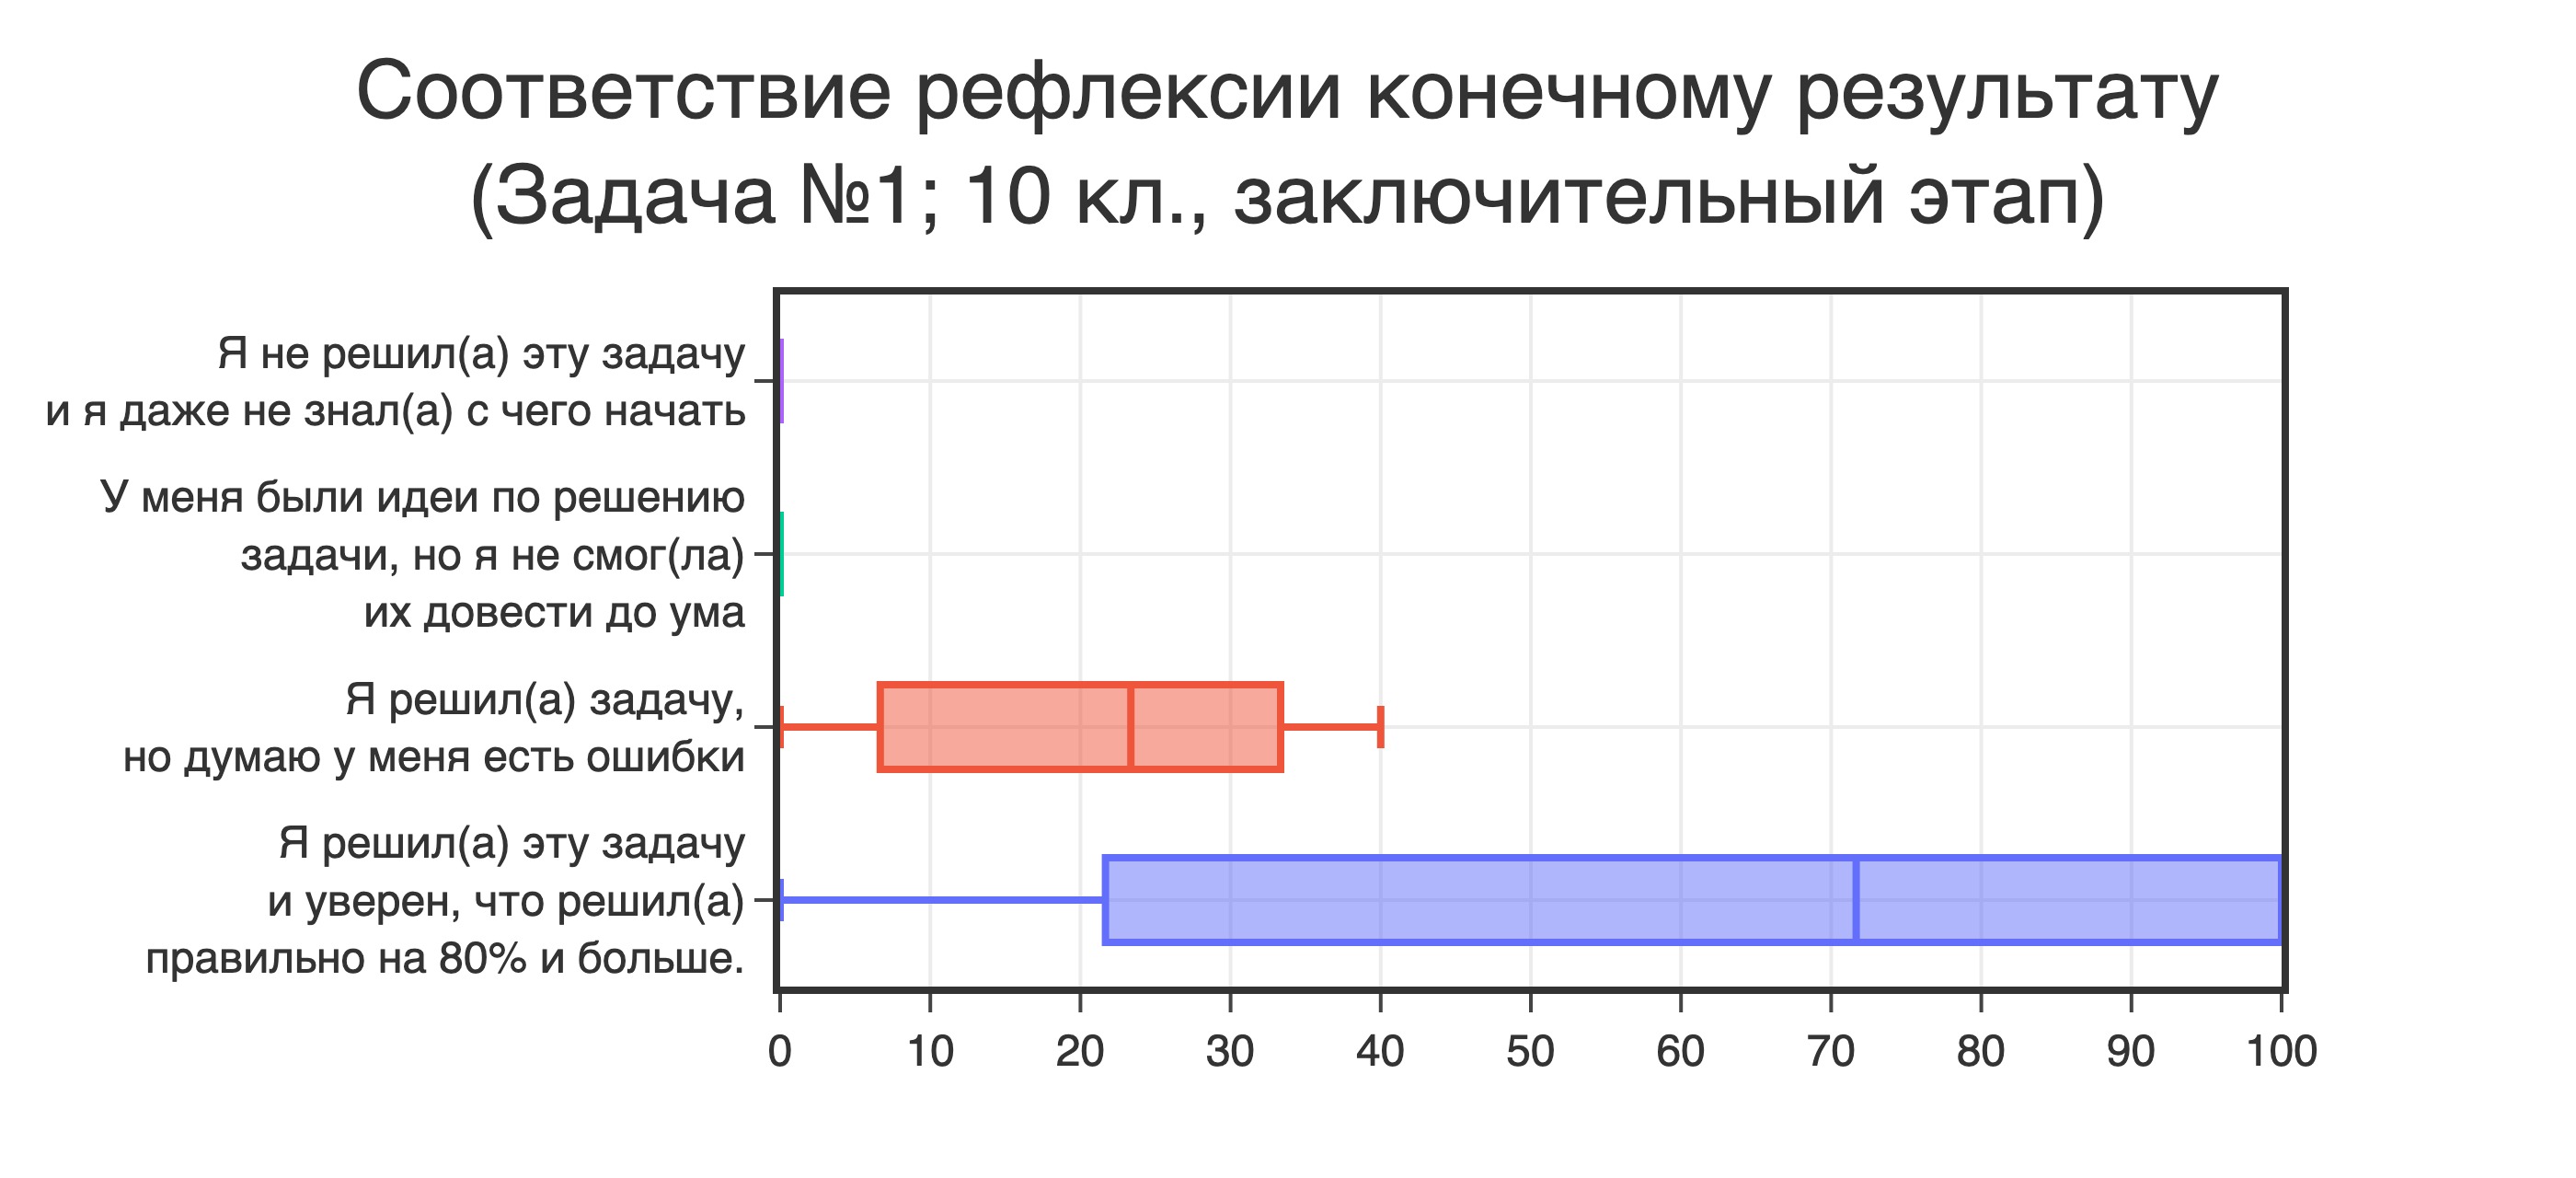 Соответствие рефлексии конечному результату
(Задача №1; 10 кл., заключительный этап)
Я не решил(а) эту задачу
и я даже не знал(а) с чего начать
У меня были идеи по решению
задачи, но я не смог(ла)
их довести до ума
Я решил(а) задачу,
но думаю у меня есть ошибки
Я решил(а) эту задачу
и уверен, что решил(а)
правильно на 80% и больше.
0 10 20 30 40 50 60 70 80 90 100